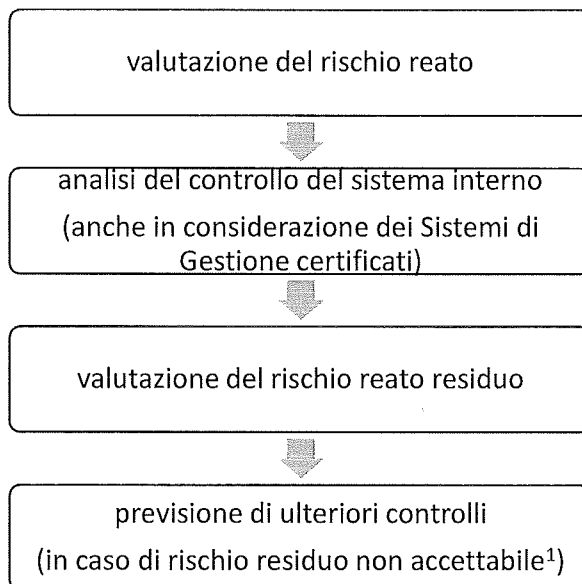 valutazione del rischio reato
analisi del controllo del sistema interno
(anche in considerazione dei Sistemi di
Gestione certificati)
valutazione del rischio reato residuo
previsione di ulteriori controlli
(in caso di rischio residuo non accettabile¹)